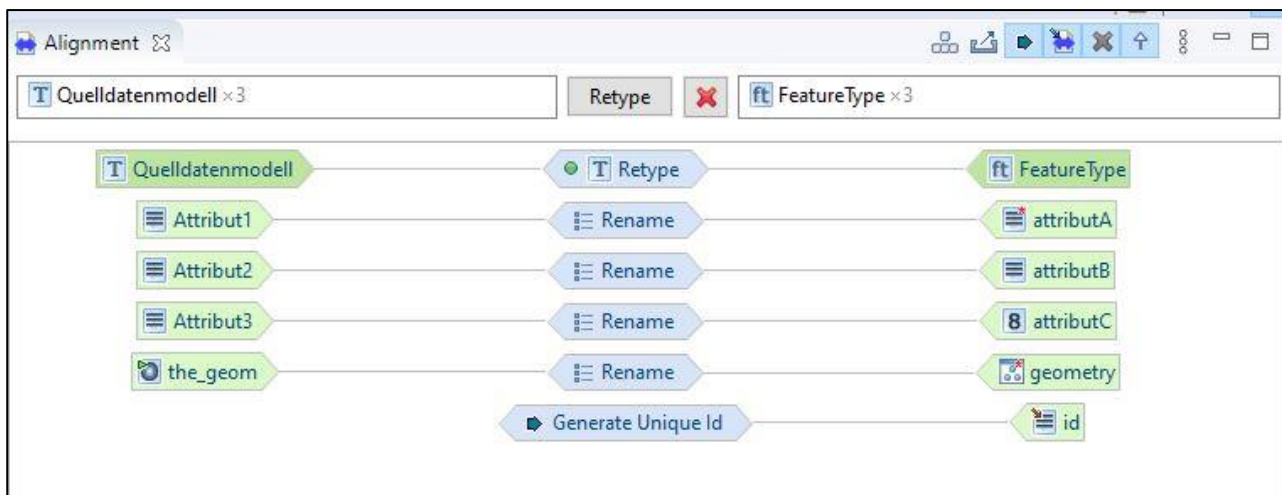 Alignment
Quelldatenmodell ×3 Retype FeatureType ×3
Quelldatenmodell Retype FeatureType
Attribut1 Rename attributA
Attribut2 Rename attributB
Attribut3 Rename attributC
the_geom Rename geometry
Generate Unique Id id